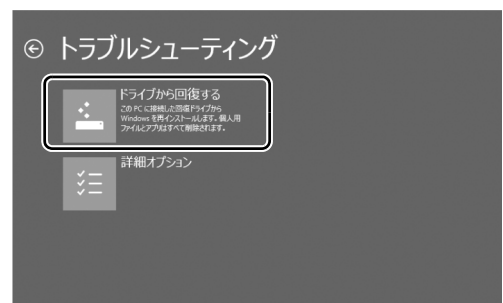 トラブルシューティング
ドライブから回復する
この PC に接続した回復ドライブから
Windows を再インストールします。個人用
ファイルとアプリはすべて削除されます。
詳細オプション